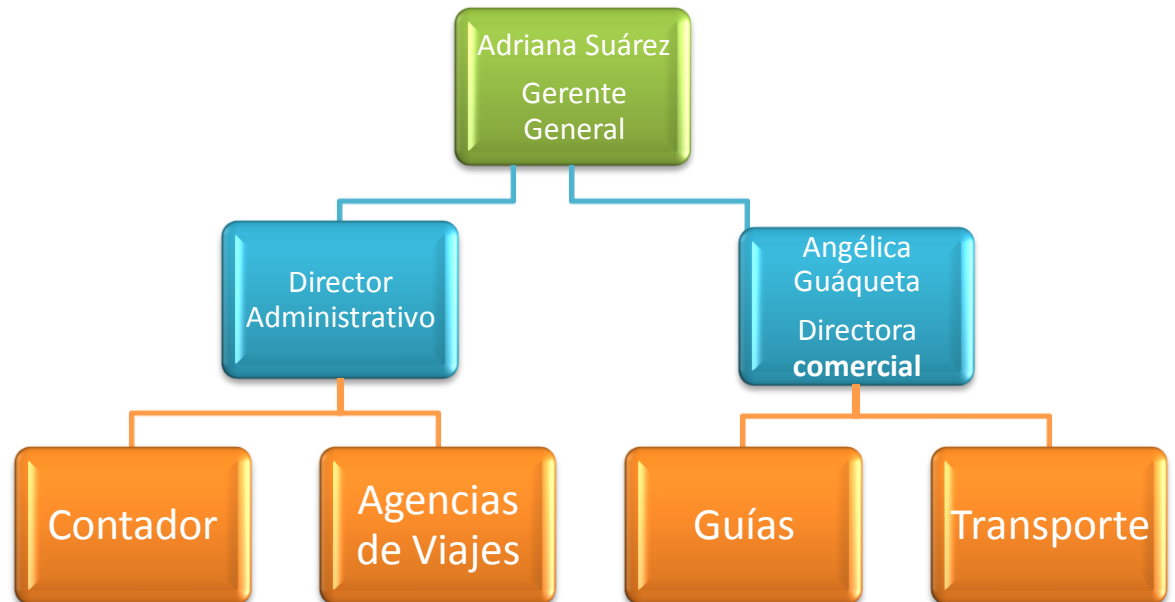 Adriana Suárez
Gerente
General
Director
Administrativo
Angélica
Guáqueta
Directora
comercial
Contador
Agencias
de Viajes
Guías
Transporte